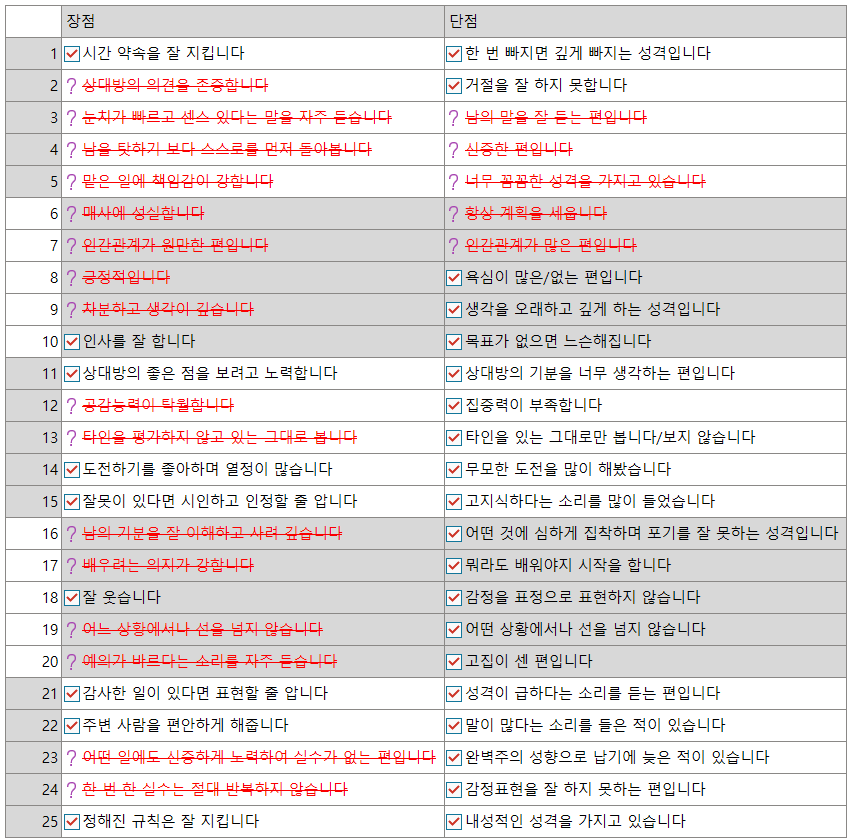 장점 단점
1 시간 약속을 잘 지킵니다 한 번 빠지면 깊게 빠지는 성격입니다
2 ? 상대방의 의견을 존중합니다 거절을 잘 하지 못합니다
3 ? 눈치가 빠르고 센스 있다는 말을 자주 듣습니다 ? 남의 말을 잘 듣는 편입니다
4 ? 남을 탓하기 보다 스스로를 먼저 돌아봅니다 ? 신중한 편입니다
5 ? 맡은 일에 책임감이 강합니다 ? 너무 꼼꼼한 성격을 가지고 있습니다
6 ? 매사에 성실합니다 ? 항상 계획을 세웁니다
7 ? 인간관계가 원만한 편입니다 ? 인간관계가 많은 편입니다
8 ? 긍정적입니다 욕심이 많은/없는 편입니다
9 ? 차분하고 생각이 깊습니다 생각을 오래하고 깊게 하는 성격입니다
10 인사를 잘 합니다 목표가 없으면 느슨해집니다
11 상대방의 좋은 점을 보려고 노력합니다 상대방의 기분을 너무 생각하는 편입니다
12 ? 공감능력이 탁월합니다 집중력이 부족합니다
13 ? 타인을 평가하지 않고 있는 그대로 봅니다 타인을 있는 그대로만 봅니다/보지 않습니다
14 도전하기를 좋아하며 열정이 많습니다 무모한 도전을 많이 해봤습니다
15 잘못이 있다면 시인하고 인정할 줄 압니다 고지식하다는 소리를 많이 들었습니다
16 ? 남의 기분을 잘 이해하고 사려 깊습니다 어떤 것에 심하게 집착하며 포기를 잘 못하는 성격입니다
17 ? 배우려는 의지가 강합니다 뭐라도 배워야지 시작을 합니다
18 잘 웃습니다 감정을 표정으로 표현하지 않습니다
19 ? 어느 상황에서나 선을 넘지 않습니다 어떤 상황에서나 선을 넘지 않습니다
20 ? 예의가 바르다는 소리를 자주 듣습니다 고집이 센 편입니다
21 감사한 일이 있다면 표현할 줄 압니다 성격이 급하다는 소리를 듣는 편입니다
22 주변 사람을 편안하게 해줍니다 말이 많다는 소리를 들은 적이 있습니다
23 ? 어떤 일에도 신중하게 노력하여 실수가 없는 편입니다 완벽주의 성향으로 납기에 늦은 적이 있습니다
24 ? 한 번 한 실수는 절대 반복하지 않습니다 감정표현을 잘 하지 못하는 편입니다
25 정해진 규칙은 잘 지킵니다 내성적인 성격을 가지고 있습니다